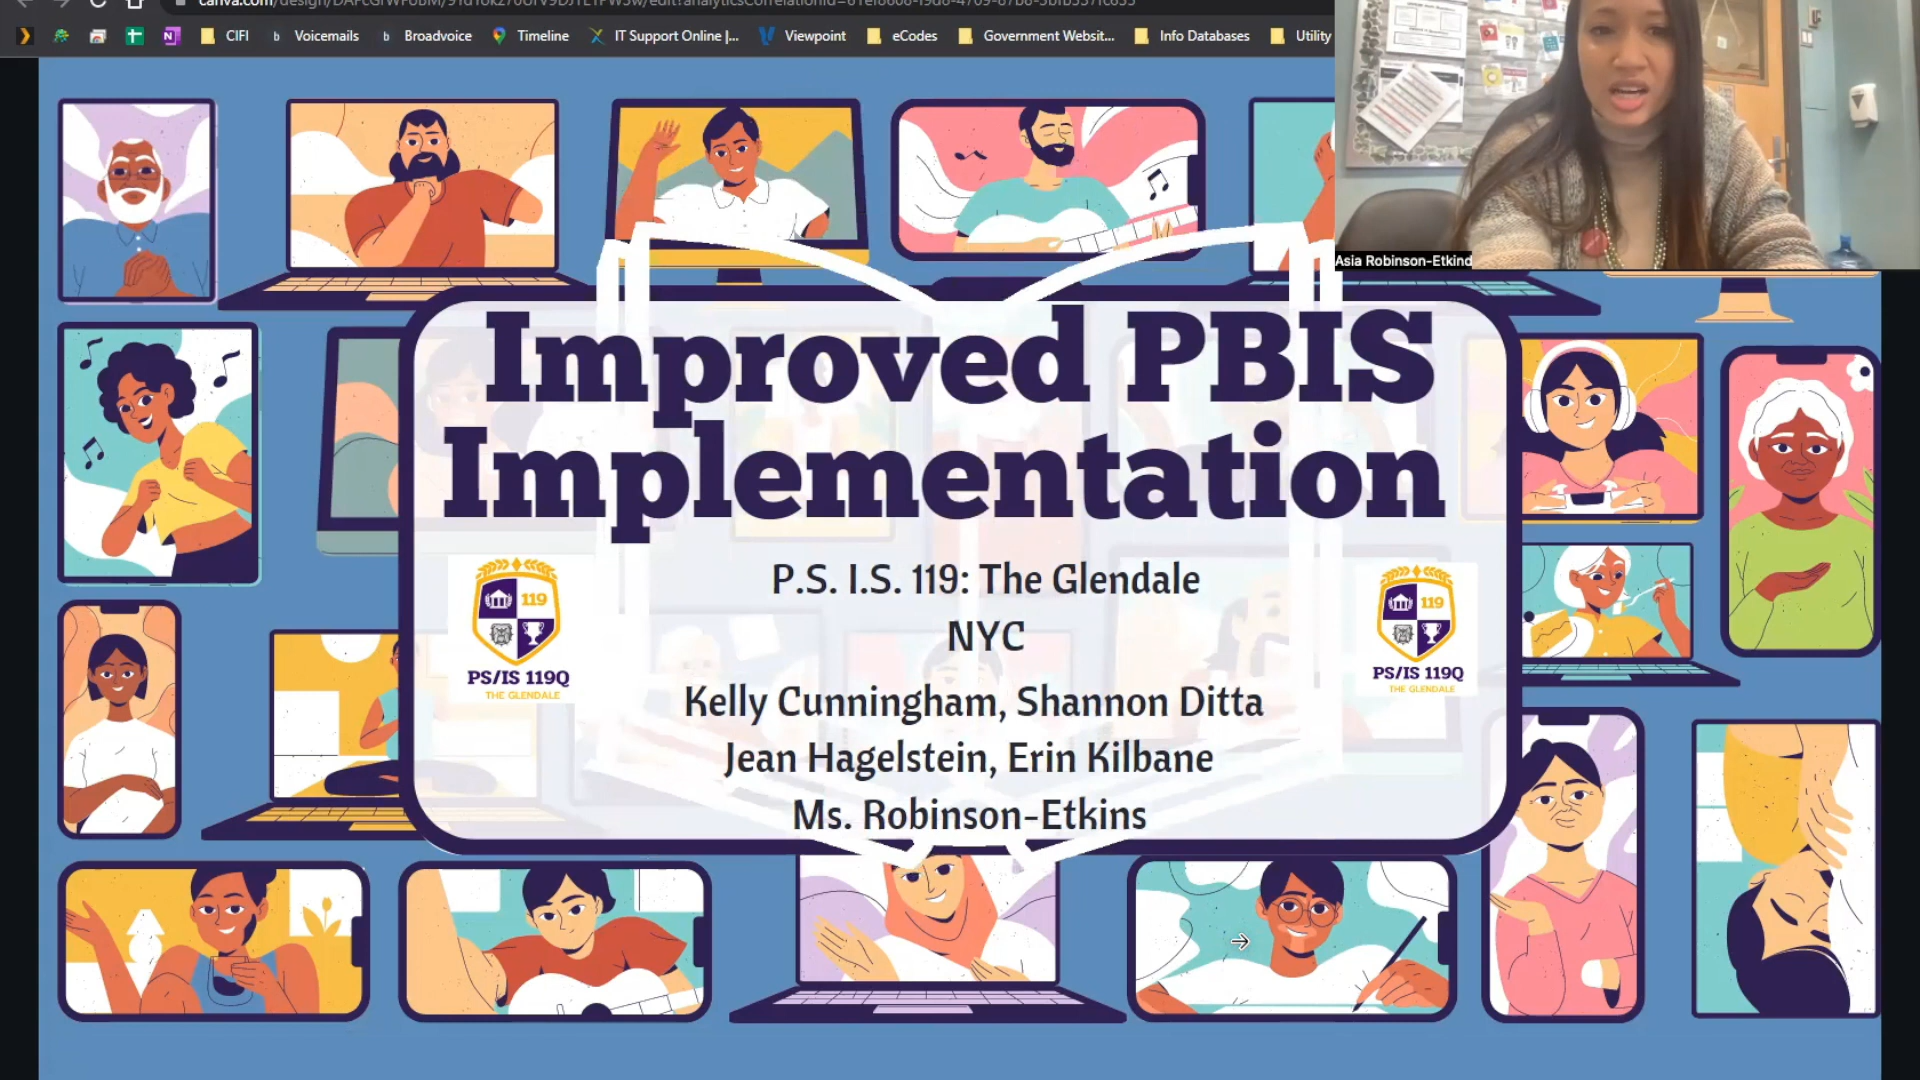 CIFI
Voicemails
Broadvoice
Timeline
IT Support Online |...
Viewpoint
eCodes
Government Websit...
Info Databases
Utility
Asia Robinson-Etkind
Improved PBIS
Implementation
P.S. I.S. 119: The Glendale
NYC
Kelly Cunningham, Shannon Ditta
Jean Hagelstein, Erin Kilbane
Ms. Robinson-Etkins
119
PS/IS 119Q
THE GLENDALE
119
PS/IS 119Q
THE GLENDALE